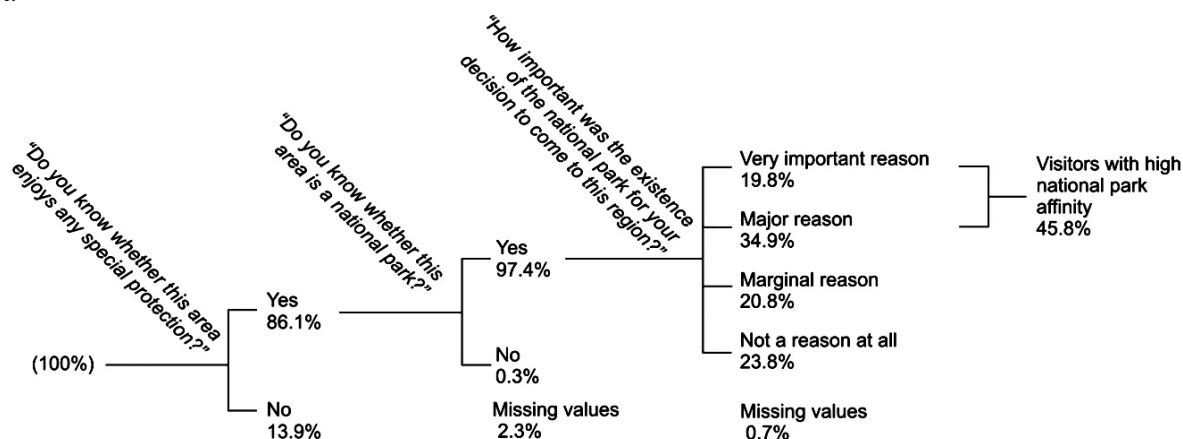 "Do you know whether this area
enjoys any special protection?"
"Do you know whether this
area is a national park?"
"How important was the existence
of the national park for your
decision to come to this region?"
(100%)
Yes
86.1%
No
13.9%
Yes
97.4%
No
0.3%
Missing values
2.3%
Very important reason
19.8%
Major reason
34.9%
Marginal reason
20.8%
Not a reason at all
23.8%
Missing values
0.7%
Visitors with high
national park
affinity
45.8%